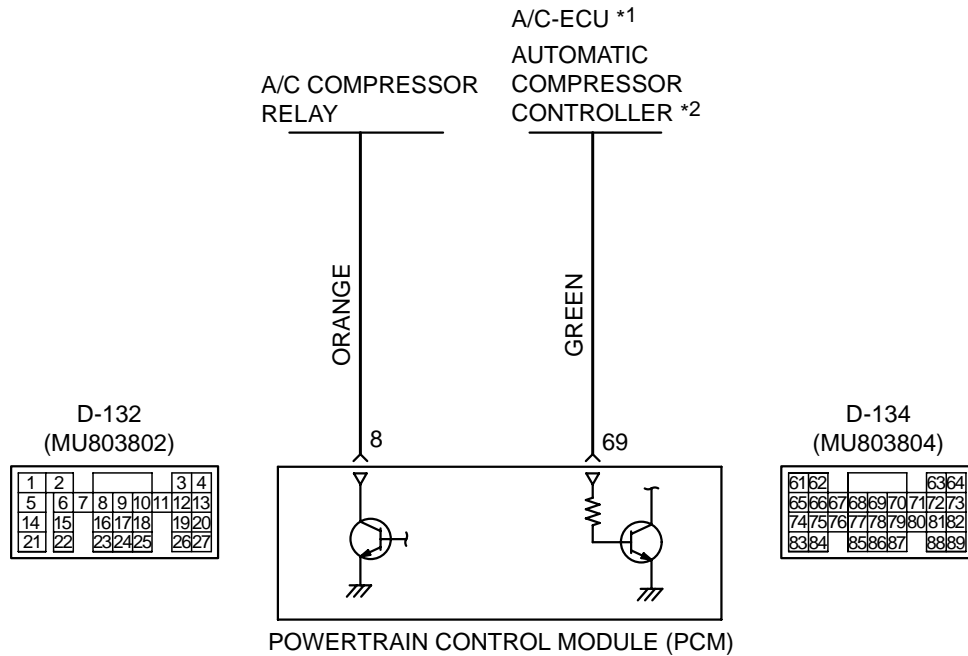 A/C-ECU *1
AUTOMATIC
COMPRESSOR
CONTROLLER *2
A/C COMPRESSOR
RELAY
ORANGE
GREEN
8
69
D-132
(MU803802)
1 2 3 4
5 6 7 8 9 10 11 12 13
14 15 16 17 18 19 20
21 22 23 24 25 26 27
D-134
(MU803804)
61 62 63 64
65 66 67 68 69 70 71 72 73
74 75 76 77 78 79 80 81 82
83 84 85 86 87 88 89
POWERTRAIN CONTROL MODULE (PCM)